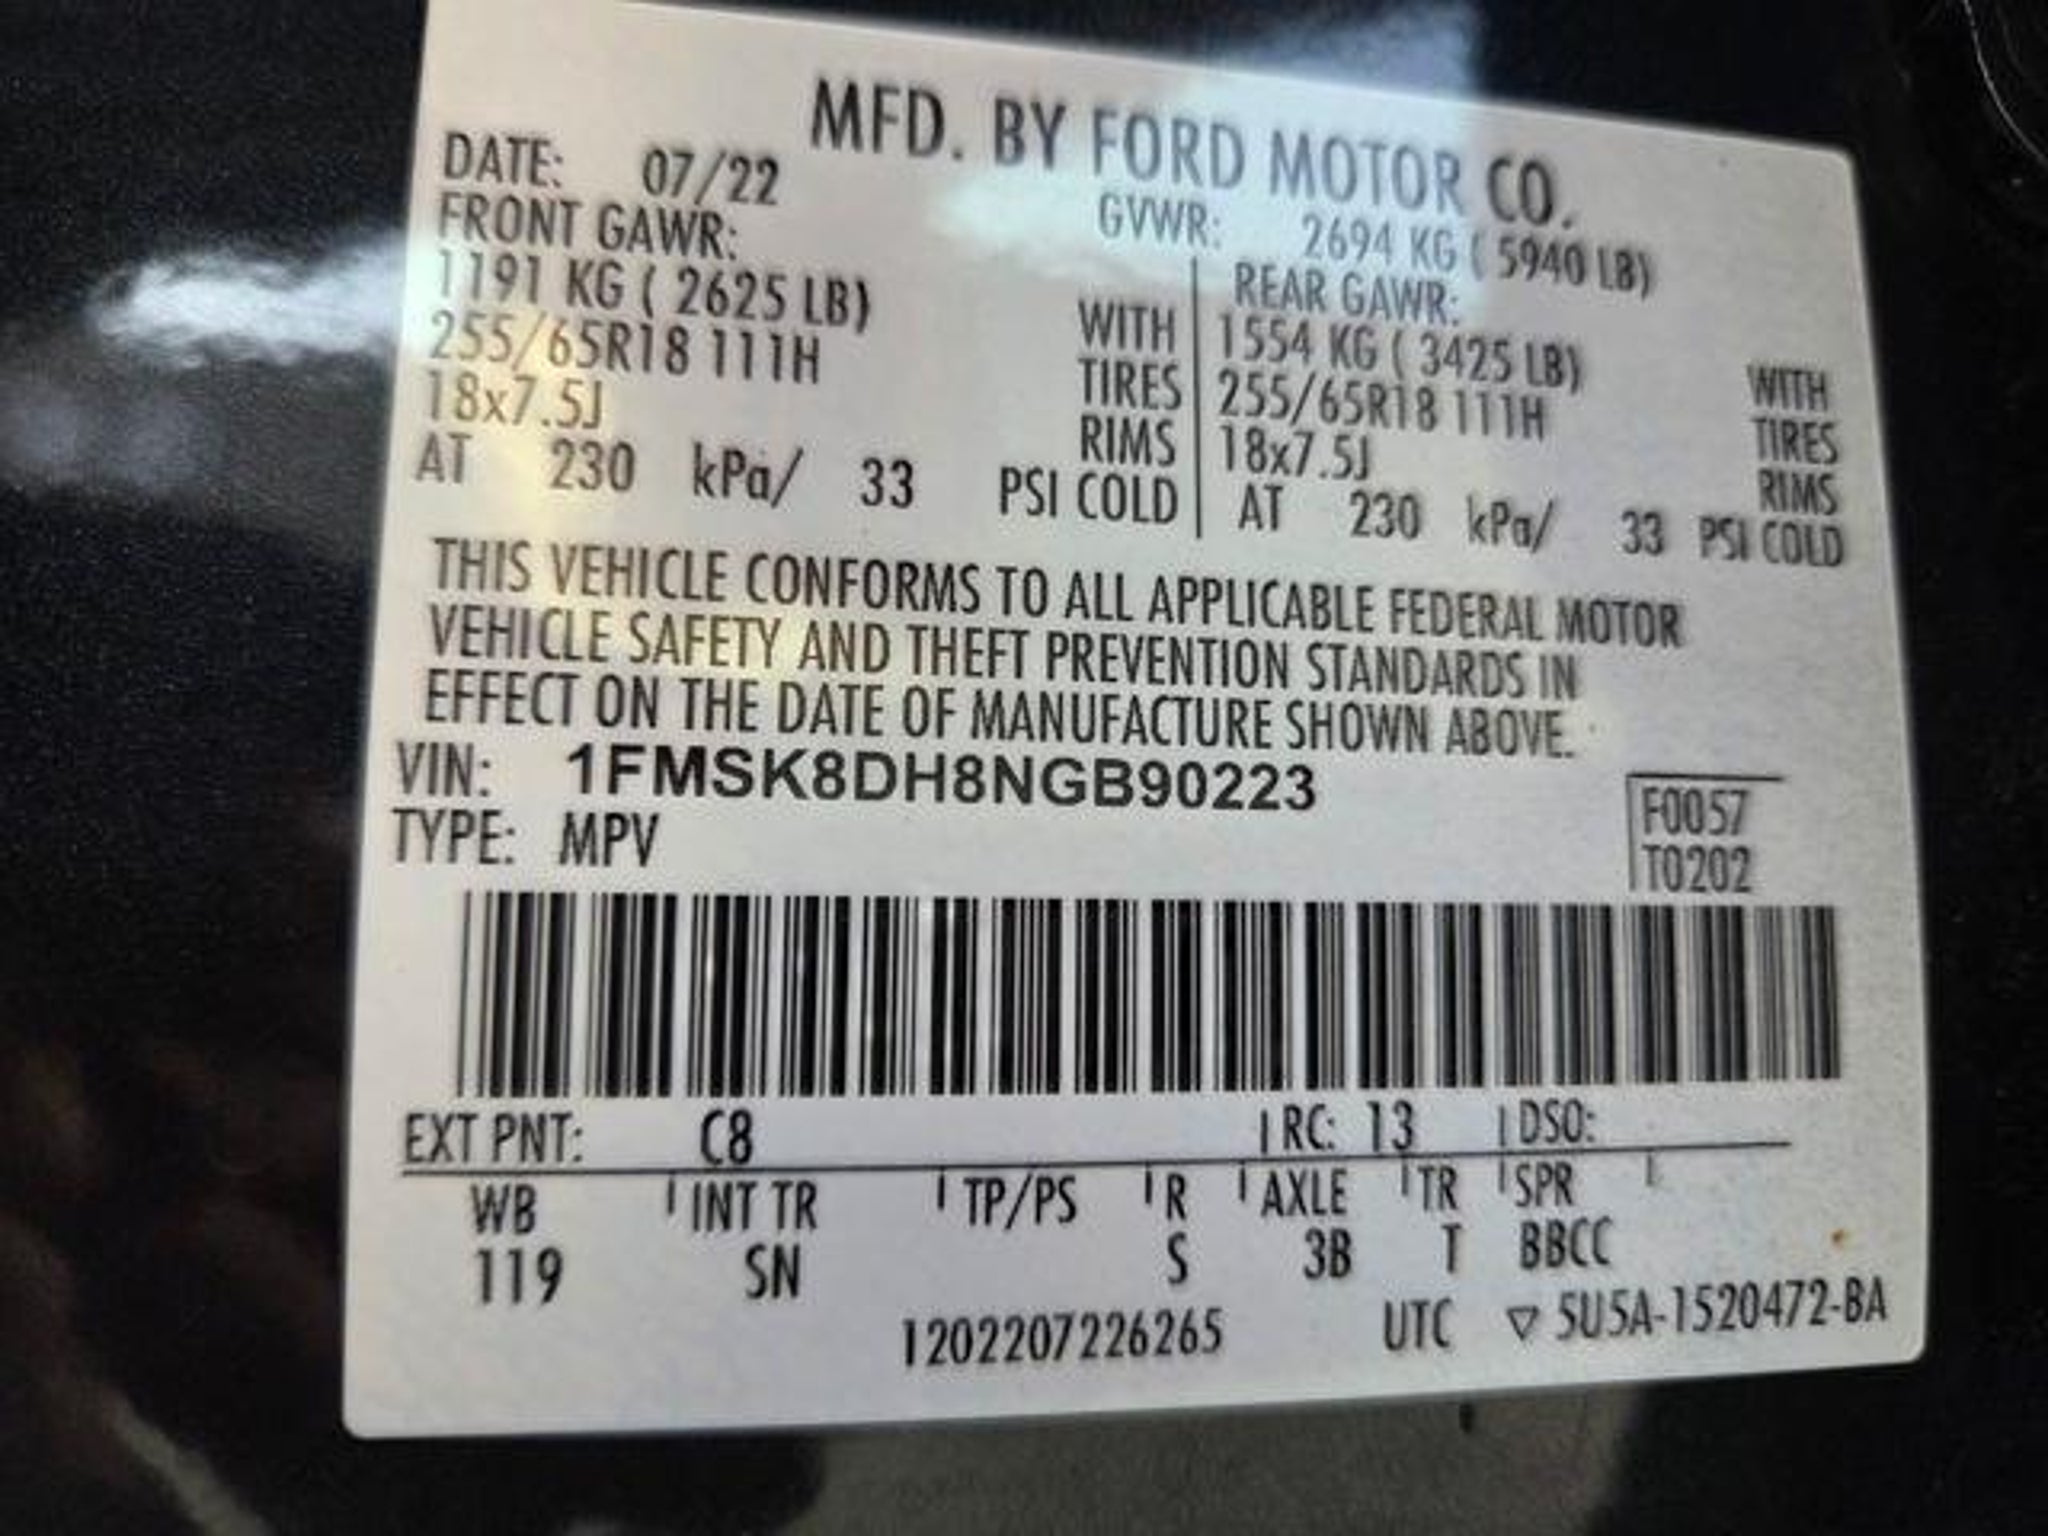 MFD. BY FORD MOTOR CO.
DATE: 07/22 GVWR: 2694 KG ( 5940 LB)
FRONT GAWR: REAR GAWR:
1191 KG ( 2625 LB) WITH 1554 KG ( 3425 LB) WITH
255/65R18 111H TIRES 255/65R18 111H TIRES
18x7.5J RIMS 18x7.5J RIMS
AT 230 kPa/ 33 PSI COLD AT 230 kPa/ 33 PSI COLD
THIS VEHICLE CONFORMS TO ALL APPLICABLE FEDERAL MOTOR
VEHICLE SAFETY AND THEFT PREVENTION STANDARDS IN
EFFECT ON THE DATE OF MANUFACTURE SHOWN ABOVE.
VIN: 1FMSK8DH8NGB90223 F0057
TYPE: MPV T0202
EXT PNT: C8 RC: 13 DSO:
WB INT TR TP/PS R AXLE TR SPR
119 SN S 3B T BBCC
1202207226265 UTC ▽ 5U5A-1520472-BA